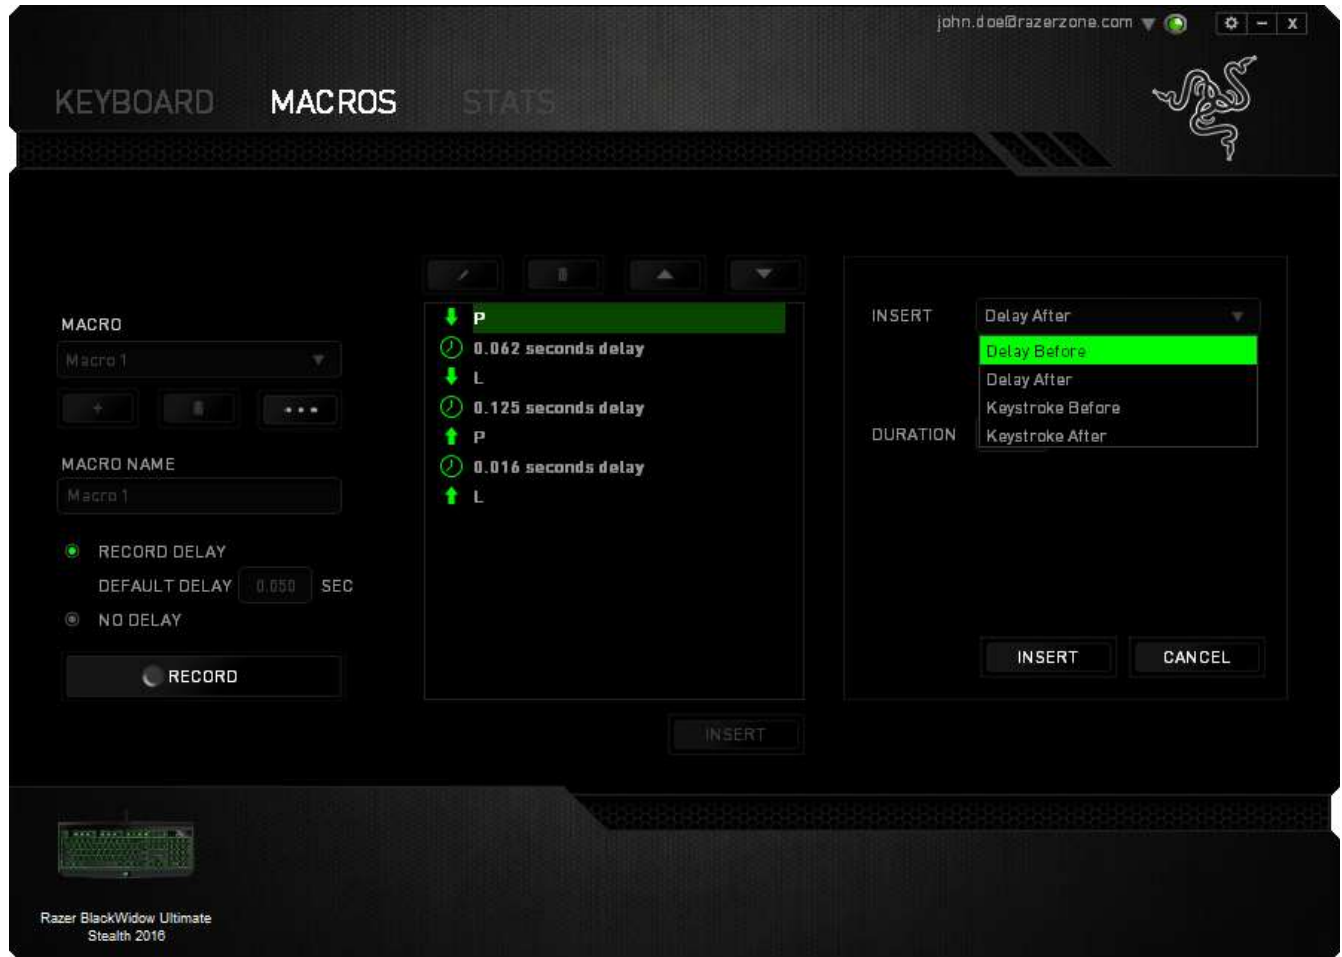 john.doe@razerzone.com
KEYBOARD MACROS STATS
MACRO
Macro 1
MACRO NAME
Macro 1
RECORD DELAY
DEFAULT DELAY 0.050 SEC
NO DELAY
RECORD
P
0.062 seconds delay
L
0.125 seconds delay
P
0.016 seconds delay
L
INSERT
INSERT Delay After
Delay Before
Delay After
Keystroke Before
Keystroke After
DURATION
INSERT CANCEL
Razer BlackWidow Ultimate
Stealth 2016